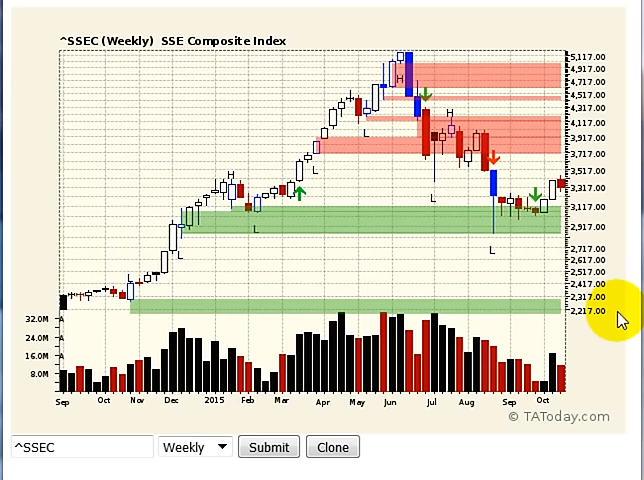 ^SSEC (Weekly) SSE Composite Index
5,117.00
4,917.00
4,717.00
4,517.00
4,317.00
4,117.00
3,917.00
3,717.00
3,517.00
3,317.00
3,117.00
2,917.00
2,717.00
2,617.00
2,517.00
2,417.00
2,317.00
2,217.00
H
H
H
L
L
L
L
L
L
32.0M
24.0M
16.0M
8.0M
Sep Oct Nov Dec 2015 Feb Mar Apr May Jun Jul Aug Sep Oct
© TAToday.com
^SSEC Weekly Submit Clone